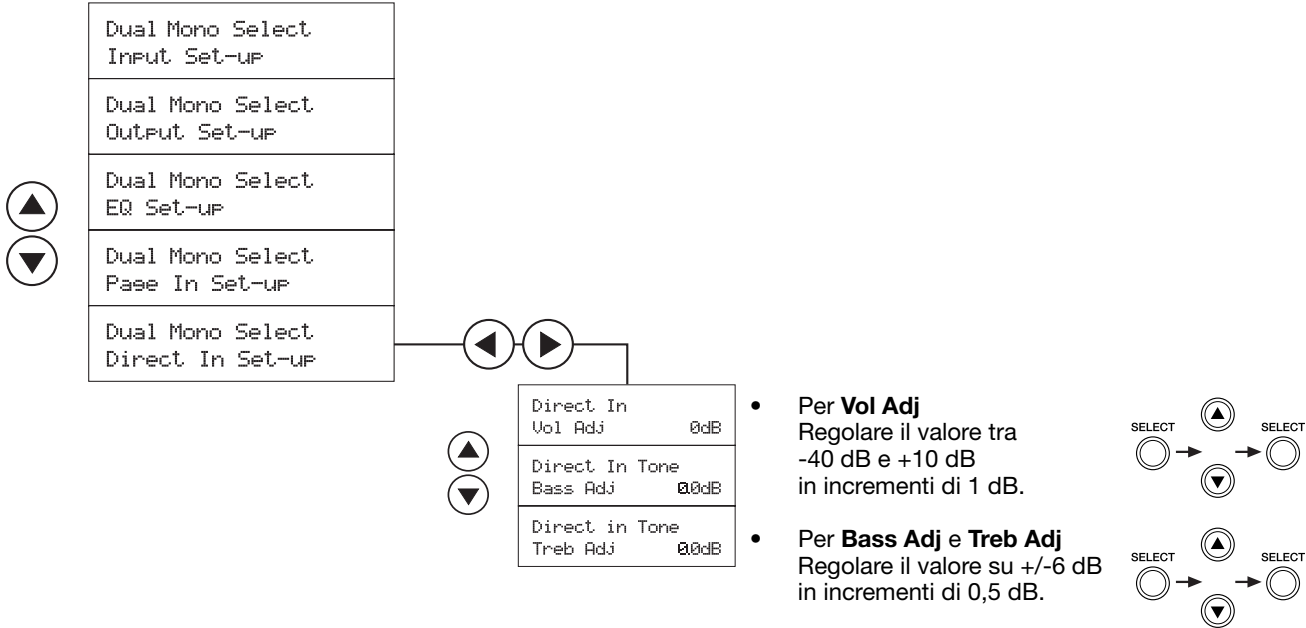 Dual Mono Select
Input Set-up
Dual Mono Select
Output Set-up
Dual Mono Select
EQ Set-up
Dual Mono Select
Page In Set-up
Dual Mono Select
Direct In Set-up
Direct In
Vol Adj 0dB
Direct In Tone
Bass Adj 0.0dB
Direct in Tone
Treb Adj 0.0dB
• Per Vol Adj
Regolare il valore tra
-40 dB e +10 dB
in incrementi di 1 dB.
SELECT SELECT
• Per Bass Adj e Treb Adj
Regolare il valore su +/-6 dB
in incrementi di 0,5 dB.
SELECT SELECT